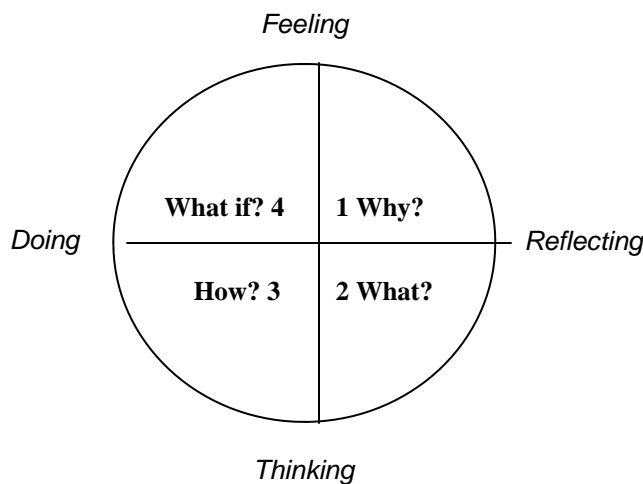 Feeling
What if? 4 1 Why?
Doing Reflecting
How? 3 2 What?
Thinking